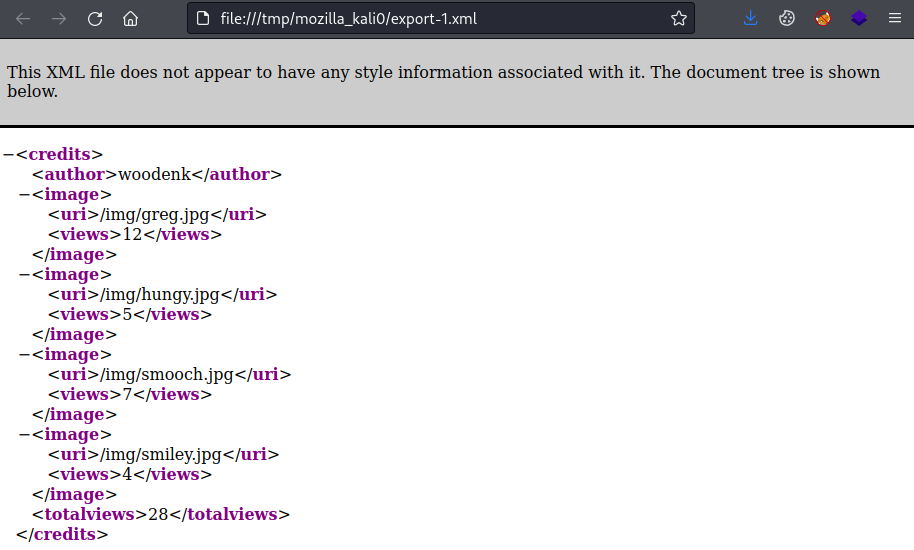 file:///tmp/mozilla_kali0/export-1.xml
This XML file does not appear to have any style information associated with it. The document tree is shown
below.
−<credits>
<author>woodenk</author>
−<image>
<uri>/img/greg.jpg</uri>
<views>12</views>
</image>
−<image>
<uri>/img/hungy.jpg</uri>
<views>5</views>
</image>
−<image>
<uri>/img/smooch.jpg</uri>
<views>7</views>
</image>
−<image>
<uri>/img/smiley.jpg</uri>
<views>4</views>
</image>
<totalviews>28</totalviews>
</credits>